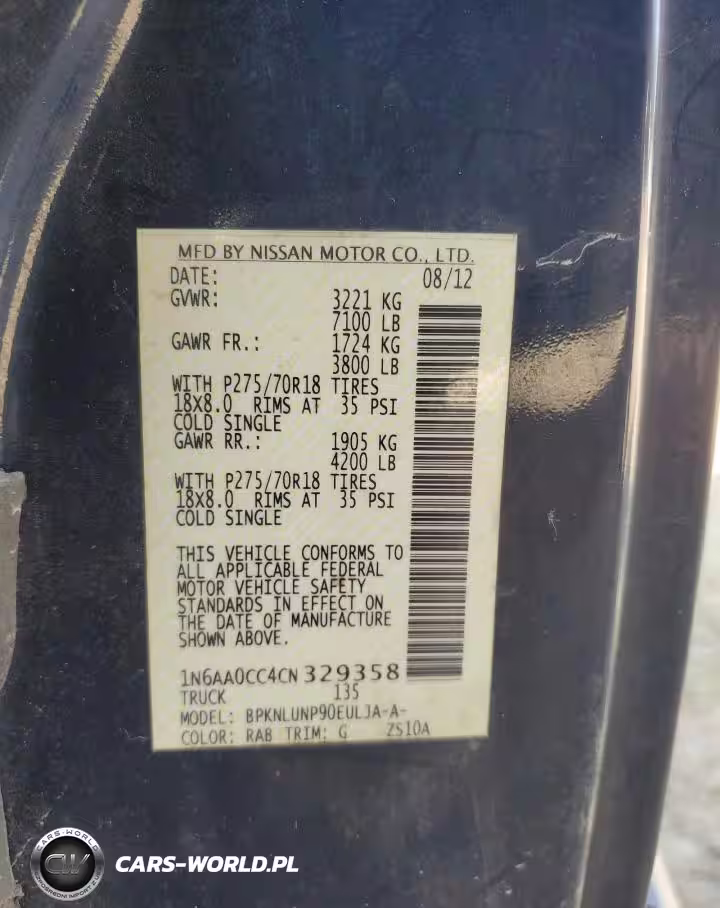 MFD BY NISSAN MOTOR CO., LTD.
DATE: 08/12
GVWR: 3221 KG
7100 LB
GAWR FR.: 1724 KG
3800 LB
WITH P275/70R18 TIRES
18X8.0 RIMS AT 35 PSI
COLD SINGLE
GAWR RR.: 1905 KG
4200 LB
WITH P275/70R18 TIRES
18X8.0 RIMS AT 35 PSI
COLD SINGLE
THIS VEHICLE CONFORMS TO
ALL APPLICABLE FEDERAL
MOTOR VEHICLE SAFETY
STANDARDS IN EFFECT ON
THE DATE OF MANUFACTURE
SHOWN ABOVE.
1N6AA0CC4CN329358
TRUCK 135
MODEL: BPKNLUNP90EULJA-A-
COLOR: RAB TRIM: G ZS10A
CARS-WORLD
CW
CARS-WORLD.PL